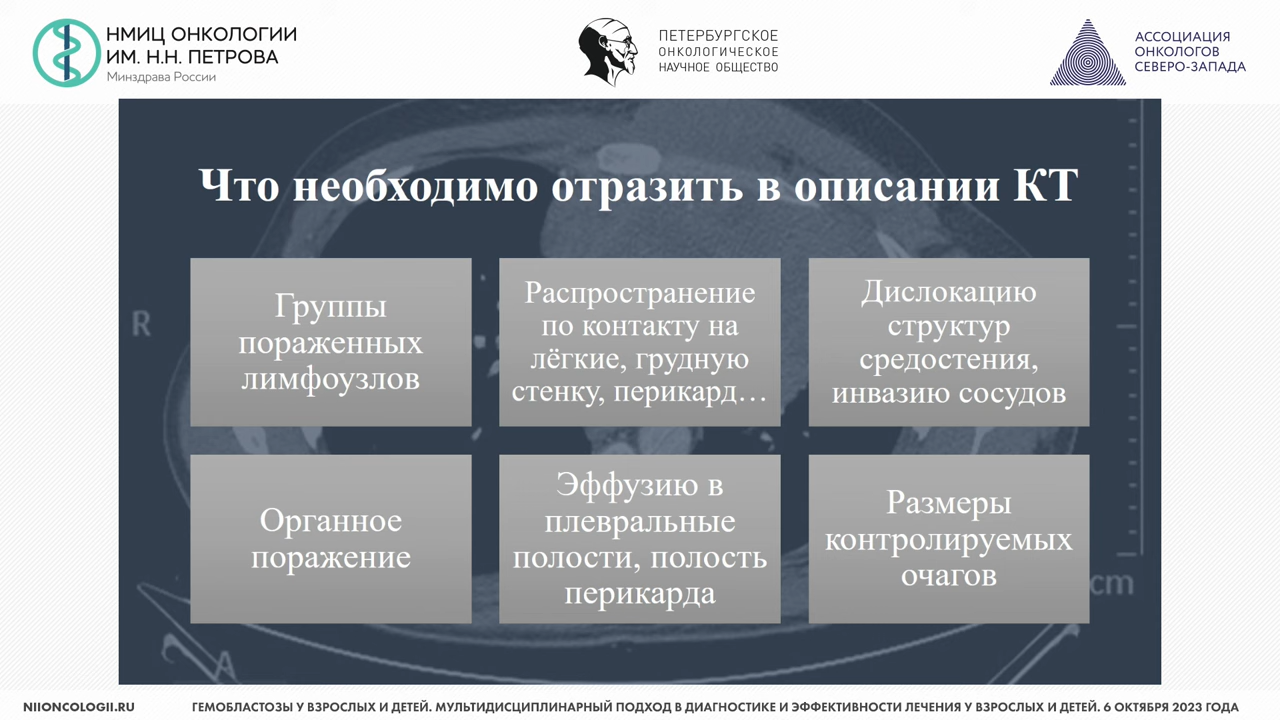 НМИЦ ОНКОЛОГИИ
ИМ. Н.Н. ПЕТРОВА
Минздрава России
ПЕТЕРБУРГСКОЕ
ОНКОЛОГИЧЕСКОЕ
НАУЧНОЕ ОБЩЕСТВО
АССОЦИАЦИЯ
ОНКОЛОГОВ
СЕВЕРО-ЗАПАДА
Что необходимо отразить в описании КТ
Группы
пораженных
лимфоузлов
Распространение
по контакту на
лёгкие, грудную
стенку, перикард…
Дислокацию
структур
средостения,
инвазию сосудов
R
Органное
поражение
Эффузию в
плевральные
полости, полость
перикарда
Размеры
контролируемых
очагов
cm
A
NIIONCOLOGII.RU
ГЕМОБЛАСТОЗЫ У ВЗРОСЛЫХ И ДЕТЕЙ. МУЛЬТИДИСЦИПЛИНАРНЫЙ ПОДХОД В ДИАГНОСТИКЕ И ЭФФЕКТИВНОСТИ ЛЕЧЕНИЯ У ВЗРОСЛЫХ И ДЕТЕЙ. 6 ОКТЯБРЯ 2023 ГОДА